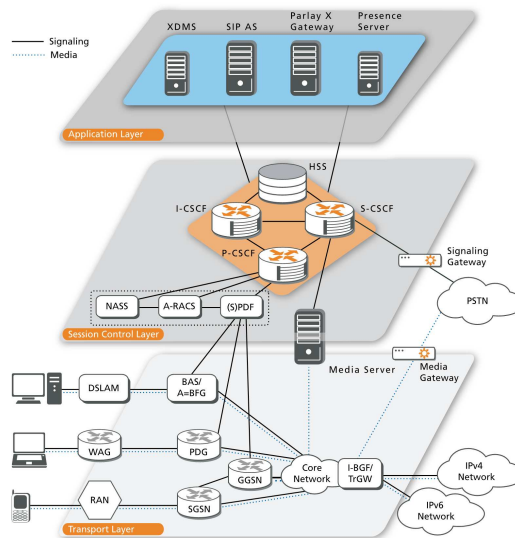 XDMS
SIP AS
Parlay X
Gateway
Presence
Server
Signaling
Media
Application Layer
HSS
I-CSCF
S-CSCF
P-CSCF
Signaling
Gateway
NASS
A-RACS
(S)PDF
PSTN
Session Control Layer
Media Server
Media
Gateway
DSLAM
BAS/
A=BFG
WAG
PDG
GGSN
Core
Network
I-BGF/
TrGW
IPv4
Network
RAN
SGSN
IPv6
Network
Transport Layer